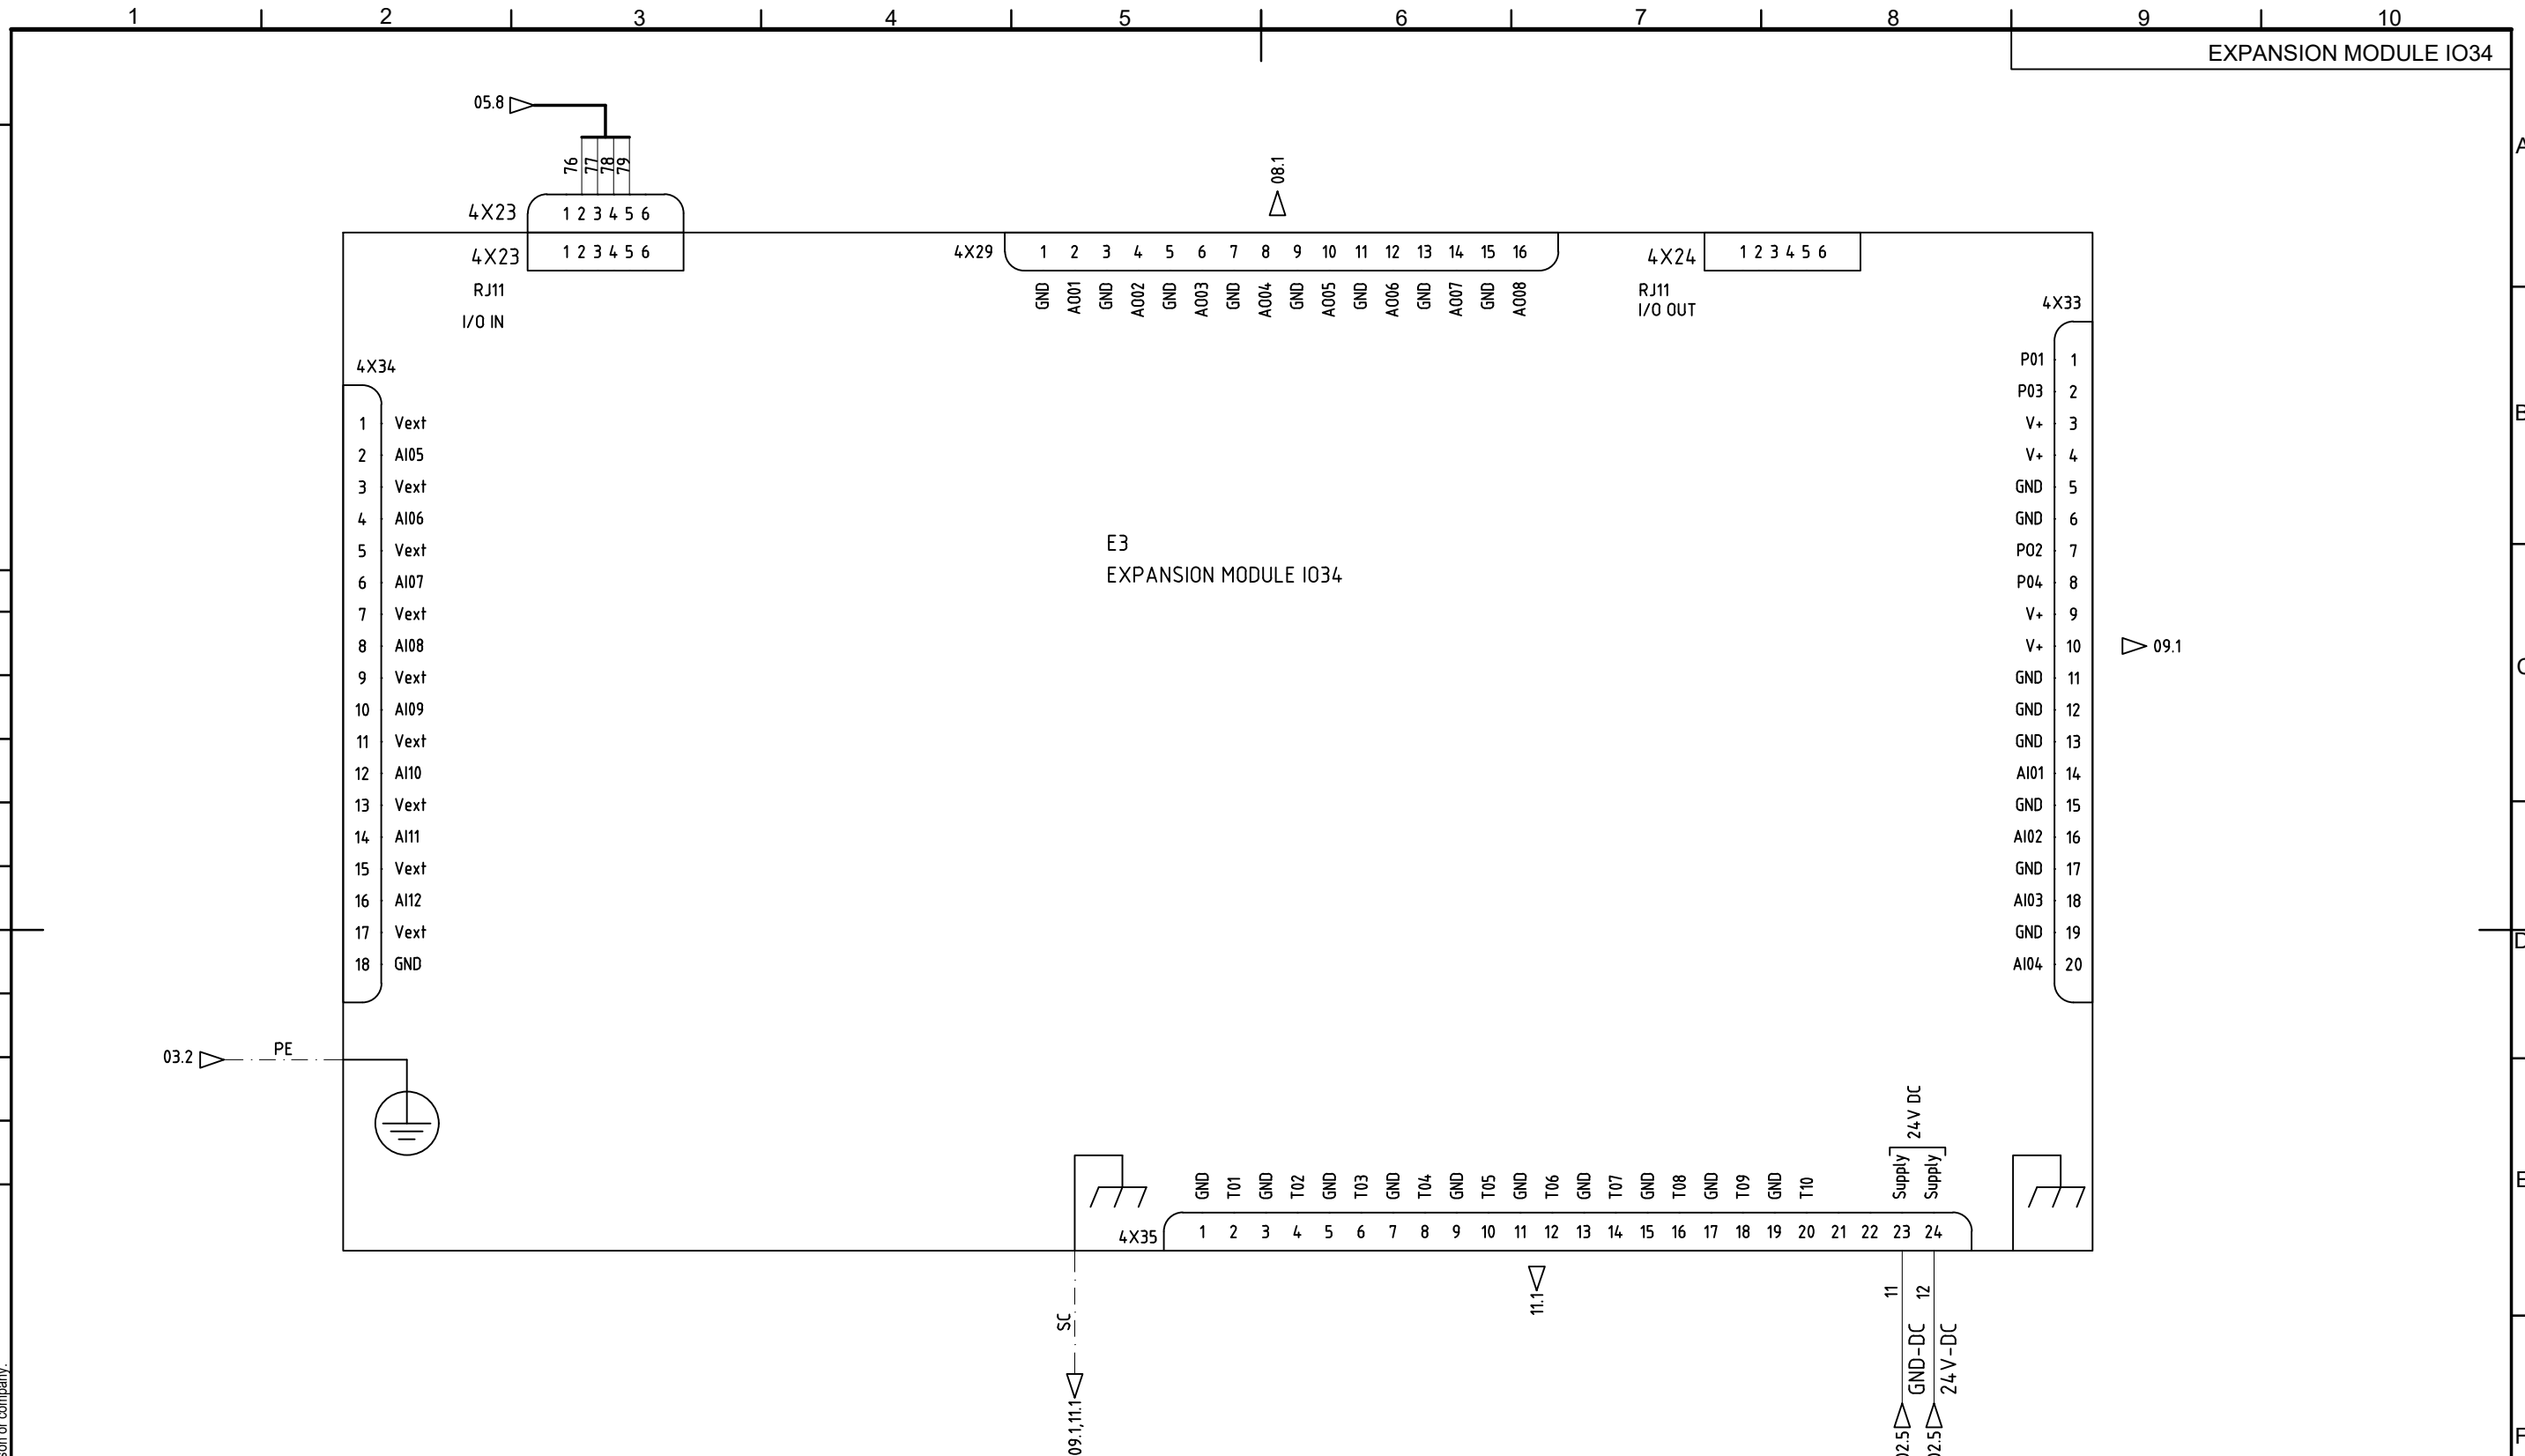 1 2 3 4 5 6 7 8 9 10
EXPANSION MODULE IO34
05.8
76 77 78 79
08.1
A
4X23 1 2 3 4 5 6
4X23 1 2 3 4 5 6
RJ11
I/O IN
4X29 1 2 3 4 5 6 7 8 9 10 11 12 13 14 15 16
GND AO01 GND AO02 GND AO03 GND AO04 GND AO05 GND AO06 GND AO07 GND AO08
4X24 1 2 3 4 5 6
RJ11
I/O OUT
4X34
1 Vext
2 AI05
3 Vext
4 AI06
5 Vext
6 AI07
7 Vext
8 AI08
9 Vext
10 AI09
11 Vext
12 AI10
13 Vext
14 AI11
15 Vext
16 AI12
17 Vext
18 GND
E3
EXPANSION MODULE IO34
4X33
P01 1
P03 2
V+ 3
V+ 4
GND 5
GND 6
PO2 7
P04 8
V+ 9
V+ 10
GND 11
GND 12
GND 13
AI01 14
GND 15
AI02 16
GND 17
AI03 18
GND 19
AI04 20
09.1
B
C
D
03.2 PE
24V DC
GND T01 GND T02 GND T03 GND T04 GND T05 GND T06 GND T07 GND T08 GND T09 GND T10 Supply Supply
E
4X35 1 2 3 4 5 6 7 8 9 10 11 12 13 14 15 16 17 18 19 20 21 22 23 24
SC
11.1
11 12
GND-DC
24V-DC
09.1,11.1
02.5 02.5
F
son or company.